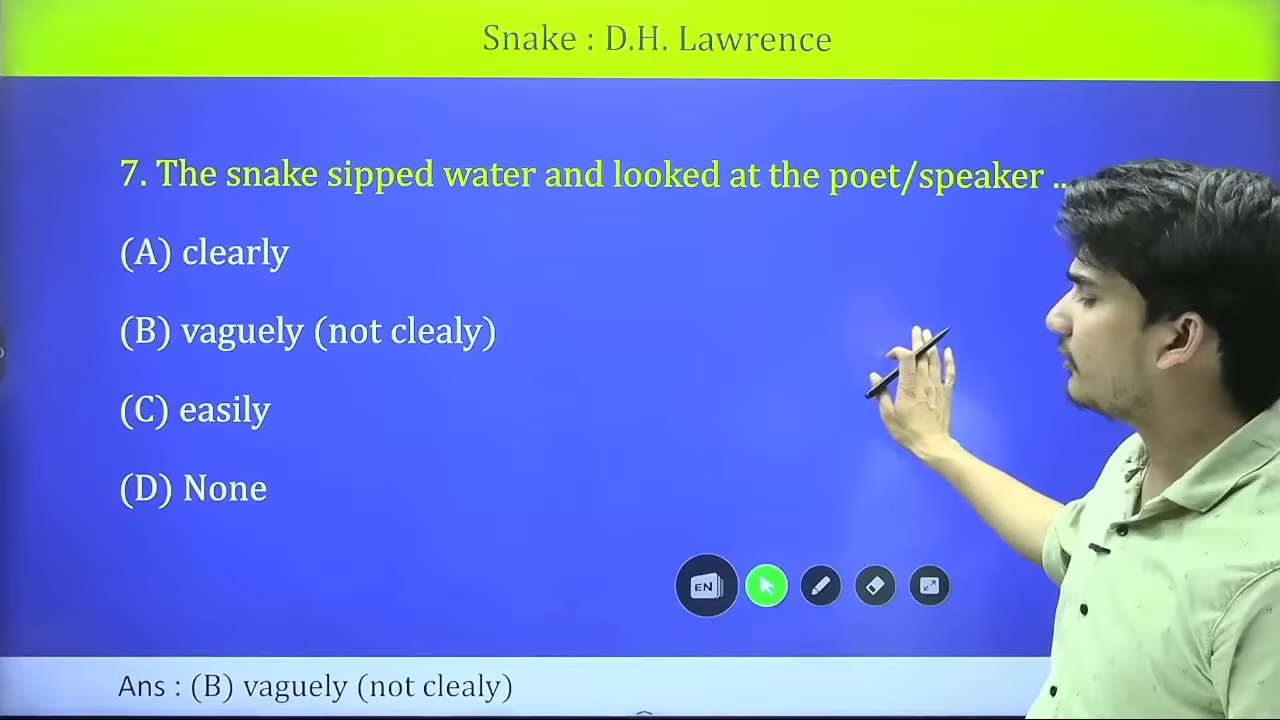 Snake : D.H. Lawrence
7. The snake sipped water and looked at the poet/speaker ..
(A) clearly
(B) vaguely (not clealy)
(C) easily
(D) None
EN
Ans : (B) vaguely (not clealy)